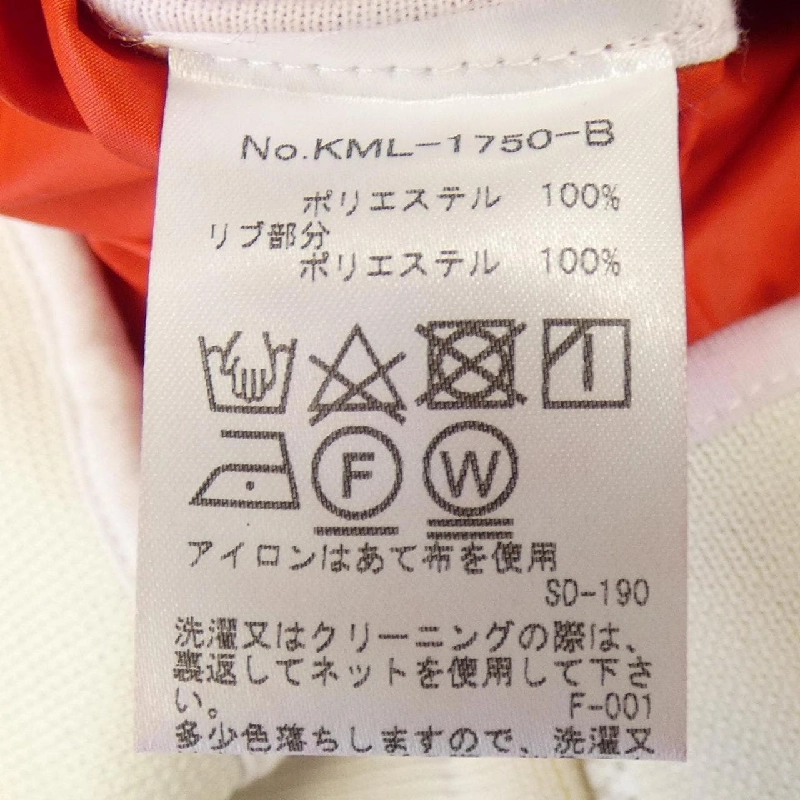 No.KML-1750-B
ポリエステル 100%
リブ部分
ポリエステル 100%
F W
アイロンはあて布を使用
SD-190
洗濯又はクリーニングの際は、
裏返してネットを使用して下さ
い。 F-001
多少色落ちしますので、洗濯又